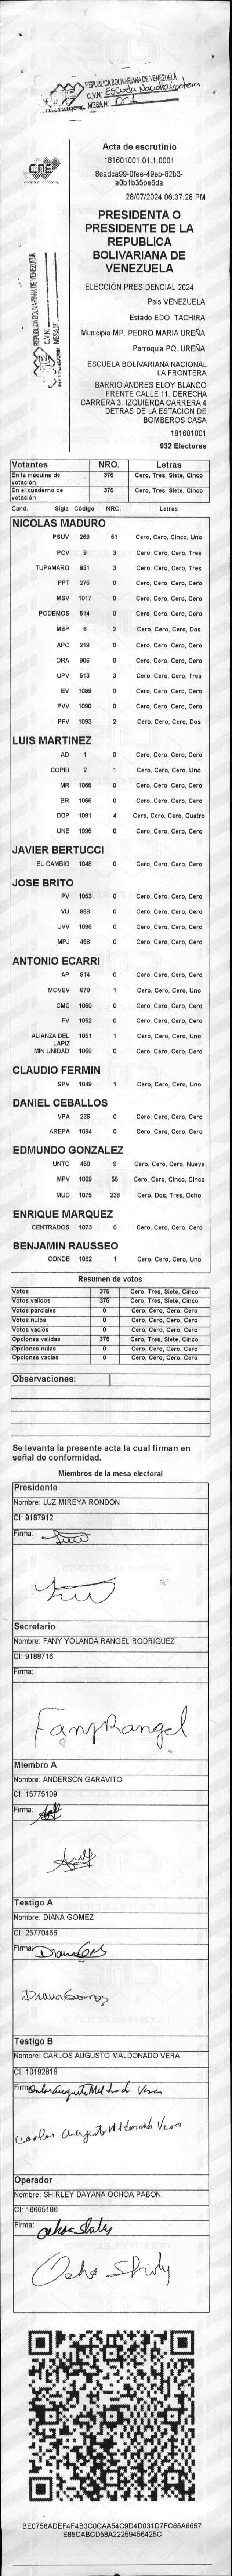 REPUBLICA BOLIVARIANA DE VENEZUELA
C.V.N: Escuela Nacional la Frontera
MESA N: 001
CNE
REPUBLICA BOLIVARIANA DE VENEZUELA
C.V.N:
MESA N:
Acta de escrutinio
181601001.01.1.0001
8eadca99-0fee-49eb-82b3-
a0b1b35be6da
28/07/2024 06:37:28 PM
PRESIDENTA O
PRESIDENTE DE LA
REPUBLICA
BOLIVARIANA DE
VENEZUELA
ELECCIÓN PRESIDENCIAL 2024
Pais VENEZUELA
Estado EDO. TACHIRA
Municipio MP. PEDRO MARIA UREÑA
Parroquia PQ. UREÑA
ESCUELA BOLIVARIANA NACIONAL
LA FRONTERA
BARRIO ANDRES ELOY BLANCO
FRENTE CALLE 11. DERECHA
CARRERA 3. IZQUIERDA CARRERA 4
DETRAS DE LA ESTACION DE
BOMBEROS CASA
181601001
932 Electores
Votantes NRO. Letras
En la máquina de votación 375 Cero, Tres, Siete, Cinco
En el cuaderno de votación 375 Cero, Tres, Siete, Cinco
Cand. Sigla Código NRO. Letras
NICOLAS MADURO
PSUV 269 51 Cero, Cero, Cinco, Uno
PCV 9 3 Cero, Cero, Cero, Tres
TUPAMARO 931 3 Cero, Cero, Cero, Tres
PPT 276 0 Cero, Cero, Cero, Cero
MSV 1017 0 Cero, Cero, Cero, Cero
PODEMOS 514 0 Cero, Cero, Cero, Cero
MEP 6 2 Cero, Cero, Cero, Dos
APC 219 0 Cero, Cero, Cero, Cero
ORA 906 0 Cero, Cero, Cero, Cero
UPV 513 3 Cero, Cero, Cero, Tres
EV 1089 0 Cero, Cero, Cero, Cero
PVV 1090 0 Cero, Cero, Cero, Cero
PFV 1093 2 Cero, Cero, Cero, Dos
LUIS MARTINEZ
AD 1 0 Cero, Cero, Cero, Cero
COPEI 2 1 Cero, Cero, Cero, Uno
MR 1065 0 Cero, Cero, Cero, Cero
BR 1066 0 Cero, Cero, Cero, Cero
DDP 1091 4 Cero, Cero, Cero, Cuatro
UNE 1095 0 Cero, Cero, Cero, Cero
JAVIER BERTUCCI
EL CAMBIO 1048 0 Cero, Cero, Cero, Cero
JOSE BRITO
PV 1053 0 Cero, Cero, Cero, Cero
VU 868 0 Cero, Cero, Cero, Cero
UVV 1096 0 Cero, Cero, Cero, Cero
MPJ 458 0 Cero, Cero, Cero, Cero
ANTONIO ECARRI
AP 814 0 Cero, Cero, Cero, Cero
MOVEV 878 1 Cero, Cero, Cero, Uno
CMC 1050 0 Cero, Cero, Cero, Cero
FV 1062 0 Cero, Cero, Cero, Cero
ALIANZA DEL LAPIZ 1051 1 Cero, Cero, Cero, Uno
MIN UNIDAD 1069 0 Cero, Cero, Cero, Cero
CLAUDIO FERMIN
SPV 1049 1 Cero, Cero, Cero, Uno
DANIEL CEBALLOS
VPA 236 0 Cero, Cero, Cero, Cero
AREPA 1094 0 Cero, Cero, Cero, Cero
EDMUNDO GONZALEZ
UNTC 460 9 Cero, Cero, Cero, Nueve
MPV 1069 55 Cero, Cero, Cinco, Cinco
MUD 1075 238 Cero, Dos, Tres, Ocho
ENRIQUE MARQUEZ
CENTRADOS 1073 0 Cero, Cero, Cero, Cero
BENJAMIN RAUSSEO
CONDE 1092 1 Cero, Cero, Cero, Uno
Resumen de votos
Votos 375 Cero, Tres, Siete, Cinco
Votos validos 375 Cero, Tres, Siete, Cinco
Votos parciales 0 Cero, Cero, Cero, Cero
Votos nulos 0 Cero, Cero, Cero, Cero
Votos vacios 0 Cero, Cero, Cero, Cero
Opciones validas 375 Cero, Tres, Siete, Cinco
Opciones nulas 0 Cero, Cero, Cero, Cero
Opciones vacias 0 Cero, Cero, Cero, Cero
Observaciones:
Se levanta la presente acta la cual firman en
señal de conformidad.
Miembros de la mesa electoral
Presidente
Nombre: LUZ MIREYA RONDON
CI: 9187912
Firma:
Secretario
Nombre: FANY YOLANDA RANGEL RODRIGUEZ
CI: 9188716
Firma:
Fany Rangel
Miembro A
Nombre: ANDERSON GARAVITO
CI: 15775109
Firma:
Testigo A
Nombre: DIANA GOMEZ
CI: 25770466
Firma:
Diana Gomez
Testigo B
Nombre: CARLOS AUGUSTO MALDONADO VERA
CI: 10192816
Firma: Carlos Augusto Maldonado Vera
Carlos Augusto Maldonado Vera
Operador
Nombre: SHIRLEY DAYANA OCHOA PABON
CI: 16695186
Firma: Ochoa Shirley
Ocho Shirly
BE0756ADEF4F4B3C0CAA54C9D4D031D7FC65A6657
E85CABCD58A22259456425C